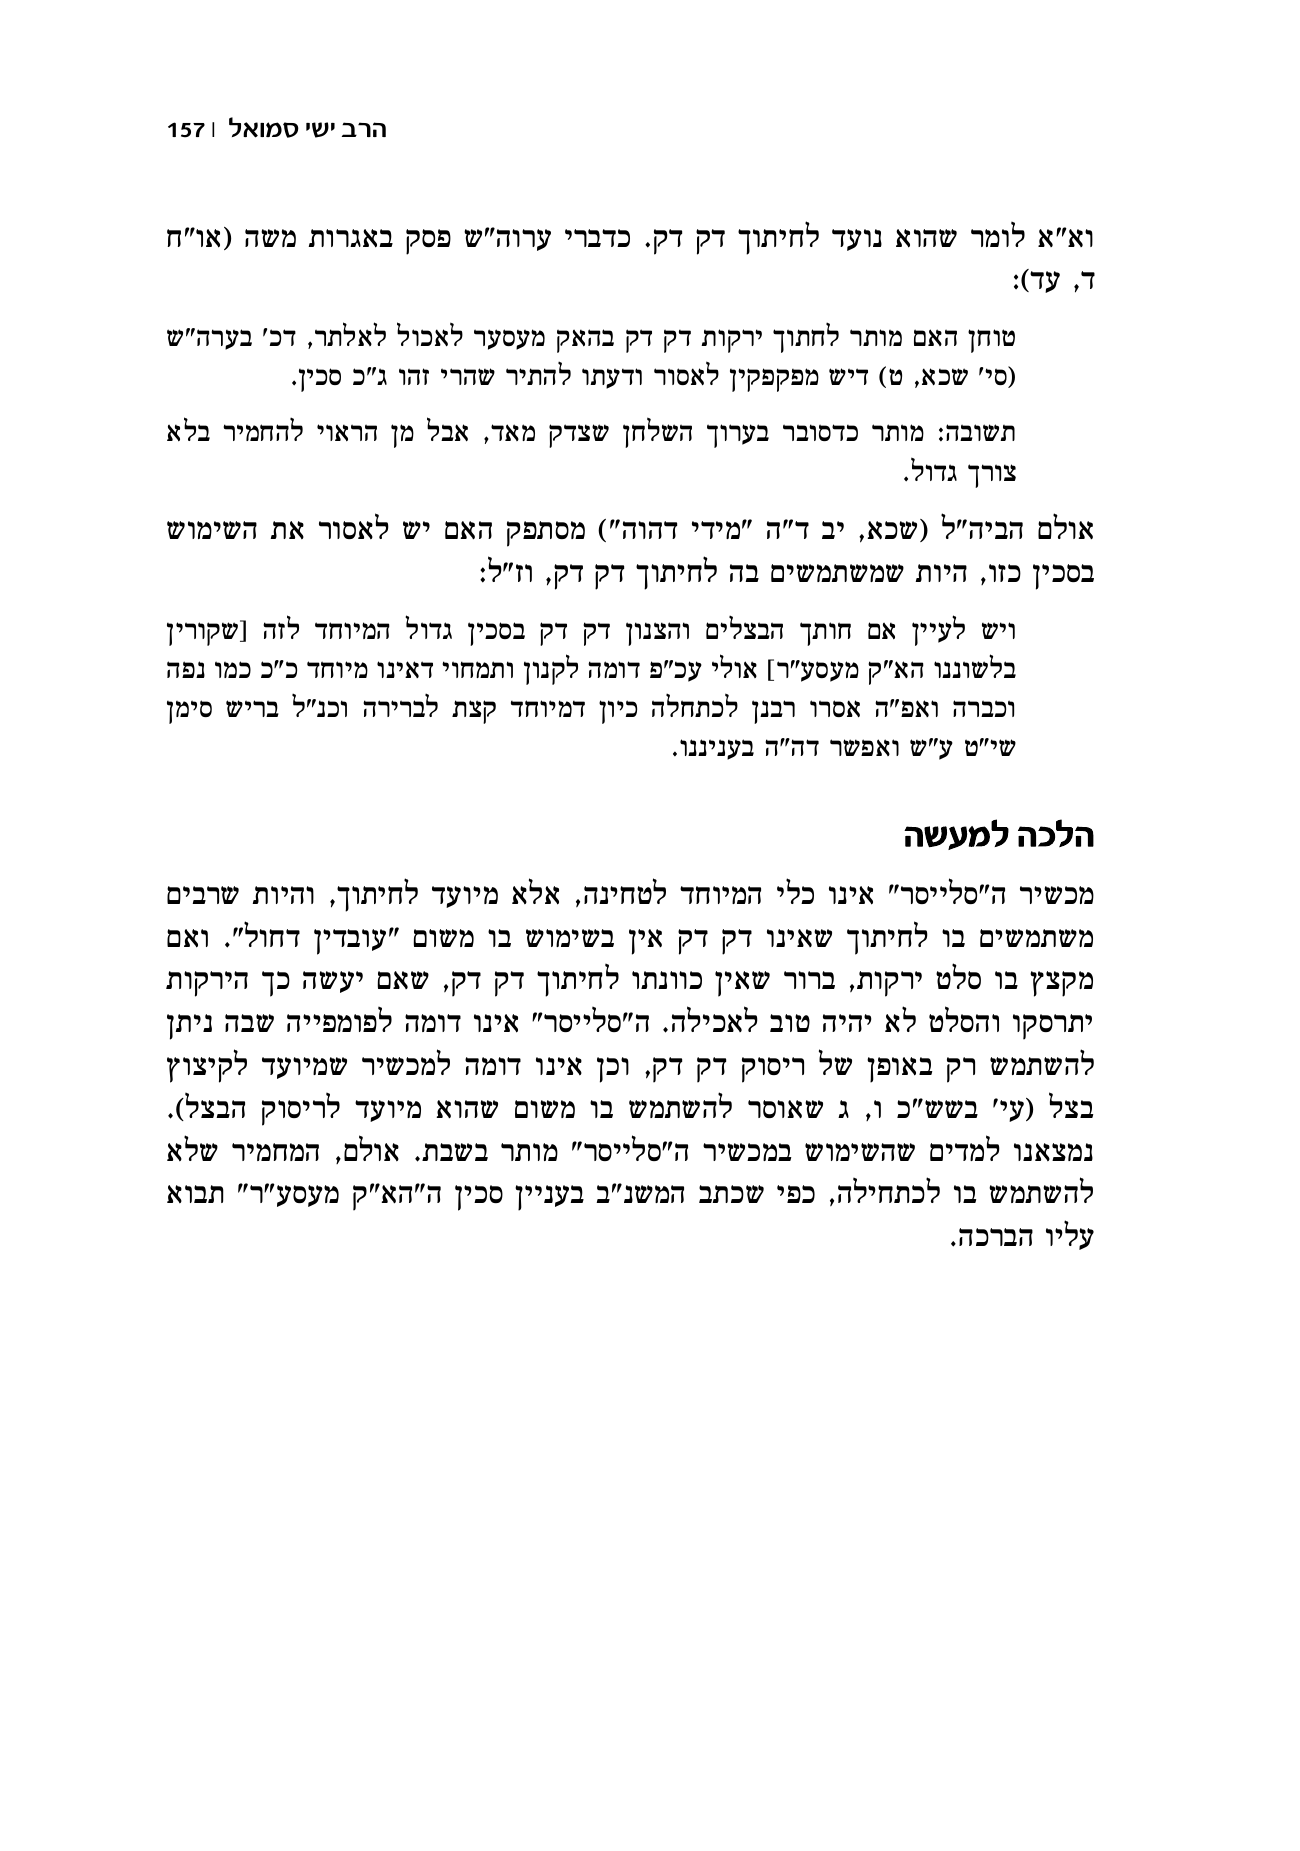 הרב ישי סמואל | 157
וא"א לומר שהוא נועד לחיתוך דק דק. כדברי ערוה"ש פסק באגרות משה (או"ח
ד, עד):
טוחן האם מותר לחתוך ירקות דק דק בהאק מעסער לאכול לאלתר, דכ' בערה"ש
(סי' שכא, ט) דיש מפקפקין לאסור ודעתו להתיר שהרי זהו ג"כ סכין.
תשובה: מותר כדסובר בערוך השלחן שצדק מאד, אבל מן הראוי להחמיר בלא
צורך גדול.
אולם הביה"ל (שכא, יב ד"ה "מידי דהוה") מסתפק האם יש לאסור את השימוש
בסכין כזו, היות שמשתמשים בה לחיתוך דק דק, וז"ל:
ויש לעיין אם חותך הבצלים והצנון דק דק בסכין גדול המיוחד לזה [שקורין
בלשוננו הא"ק מעסע"ר] אולי עכ"פ דומה לקנון ותמחוי דאינו מיוחד כ"כ כמו נפה
וכברה ואפ"ה אסרו רבנן לכתחלה כיון דמיוחד קצת לברירה וכנ"ל בריש סימן
שי"ט ע"ש ואפשר דה"ה בעניננו.
הלכה למעשה
מכשיר ה"סלייסר" אינו כלי המיוחד לטחינה, אלא מיועד לחיתוך, והיות שרבים
משתמשים בו לחיתוך שאינו דק דק אין בשימוש בו משום "עובדין דחול". ואם
מקצץ בו סלט ירקות, ברור שאין כוונתו לחיתוך דק דק, שאם יעשה כך הירקות
יתרסקו והסלט לא יהיה טוב לאכילה. ה"סלייסר" אינו דומה לפומפייה שבה ניתן
להשתמש רק באופן של ריסוק דק דק, וכן אינו דומה למכשיר שמיועד לקיצוץ
בצל (עי' בשש"כ ו, ג שאוסר להשתמש בו משום שהוא מיועד לריסוק הבצל).
נמצאנו למדים שהשימוש במכשיר ה"סלייסר" מותר בשבת. אולם, המחמיר שלא
להשתמש בו לכתחילה, כפי שכתב המשנ"ב בעניין סכין ה"הא"ק מעסע"ר" תבוא
עליו הברכה.